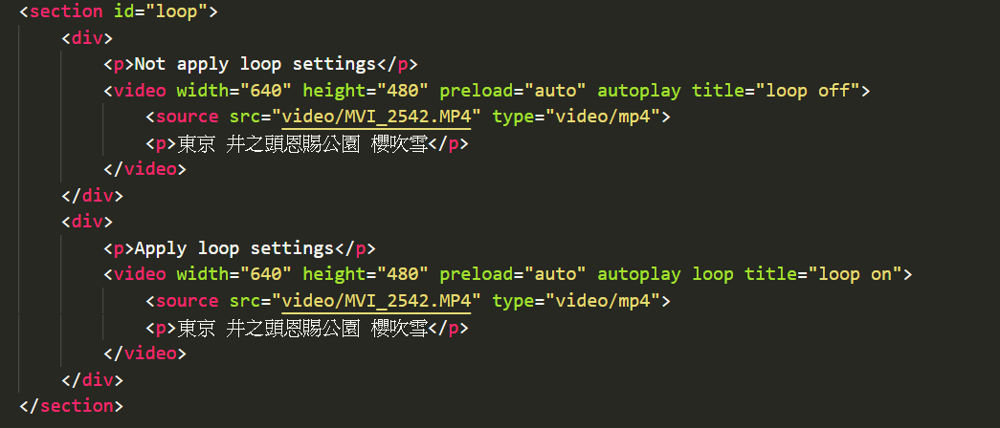 <section id="loop">
<div>
<p>Not apply loop settings</p>
<video width="640" height="480" preload="auto" autoplay title="loop off">
<source src="video/MVI_2542.MP4" type="video/mp4">
<p>東京 井之頭恩賜公園 櫻吹雪</p>
</video>
</div>
<div>
<p>Apply loop settings</p>
<video width="640" height="480" preload="auto" autoplay loop title="loop on">
<source src="video/MVI_2542.MP4" type="video/mp4">
<p>東京 井之頭恩賜公園 櫻吹雪</p>
</video>
</div>
</section>